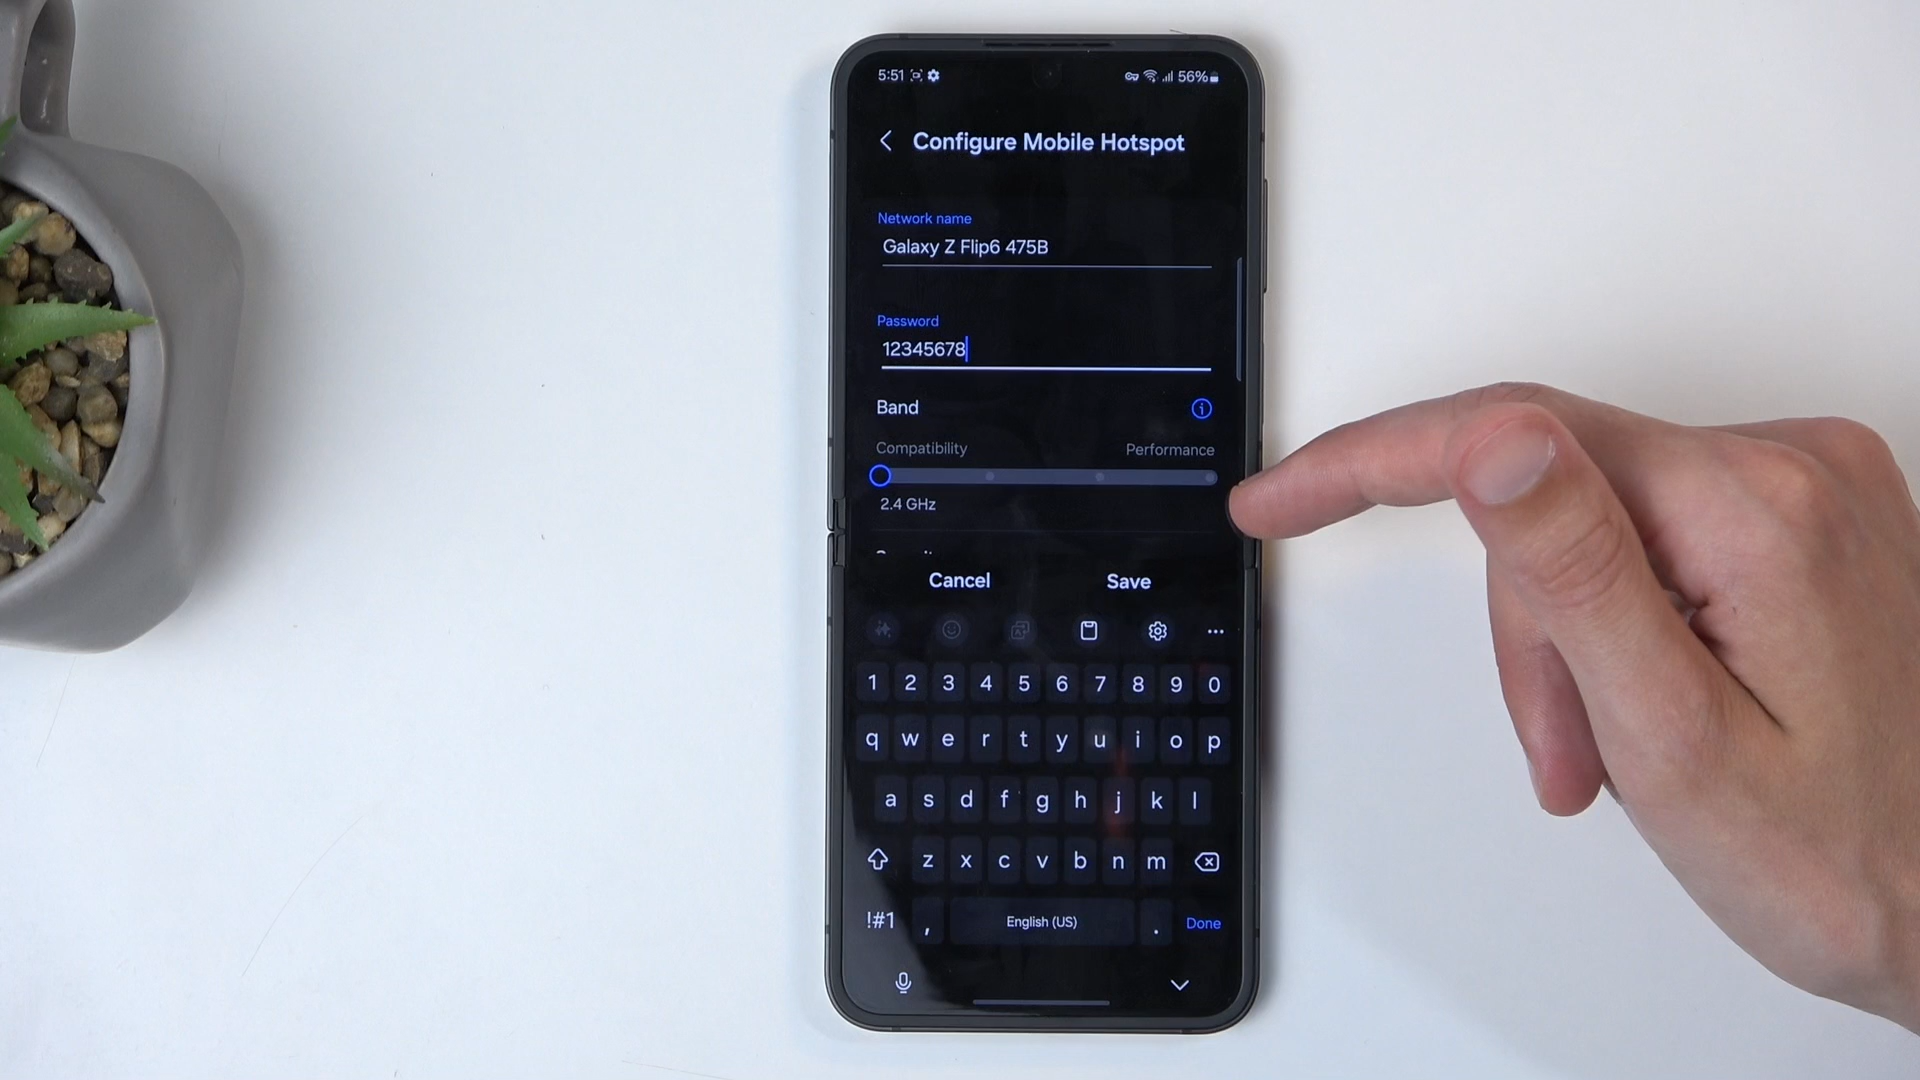 5:51 56%
Configure Mobile Hotspot
Network name
Galaxy Z Flip6 475B
Password
12345678
Band
Compatibility Performance
2.4 GHz
Cancel Save
1 2 3 4 5 6 7 8 9 0
q w e r t y u i o p
a s d f g h j k l
z x c v b n m
!#1 , English (US) . Done